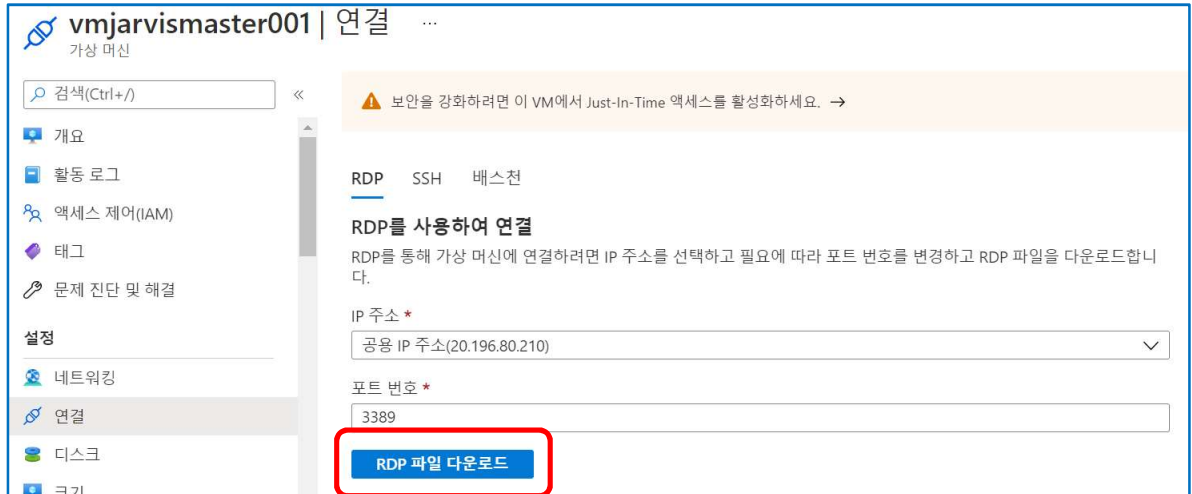 vmjarvismaster001 | 연결 ...
가상 머신
검색(Ctrl+/)
«
보안을 강화하려면 이 VM에서 Just-In-Time 액세스를 활성화하세요. →
개요
활동 로그
액세스 제어(IAM)
태그
문제 진단 및 해결
설정
네트워킹
연결
디스크
크기
RDP SSH 배스천
RDP를 사용하여 연결
RDP를 통해 가상 머신에 연결하려면 IP 주소를 선택하고 필요에 따라 포트 번호를 변경하고 RDP 파일을 다운로드합니
다.
IP 주소 *
공용 IP 주소(20.196.80.210)
포트 번호 *
3389
RDP 파일 다운로드